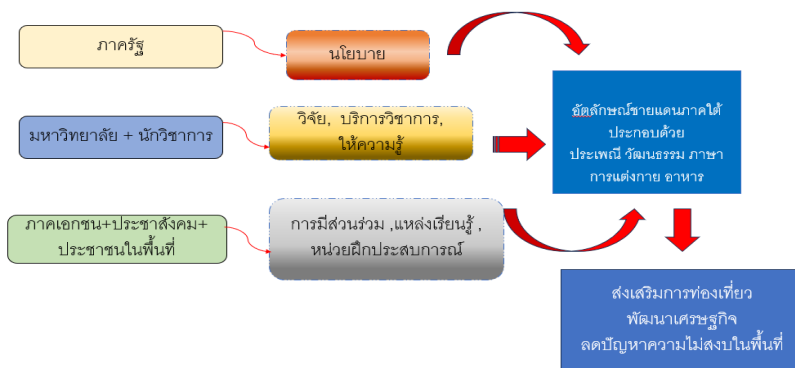 ภาครัฐ
นโยบาย
มหาวิทยาลัย + นักวิชาการ
วิจัย, บริการวิชาการ,
ให้ความรู้
ภาคเอกชน+ประชาสังคม+
ประชาชนในพื้นที่
การมีส่วนร่วม ,แหล่งเรียนรู้ ,
หน่วยฝึกประสบการณ์
อัตลักษณ์ชายแดนภาคใต้
ประกอบด้วย
ประเพณี วัฒนธรรม ภาษา
การแต่งกาย อาหาร
ส่งเสริมการท่องเที่ยว
พัฒนาเศรษฐกิจ
ลดปัญหาความไม่สงบในพื้นที่